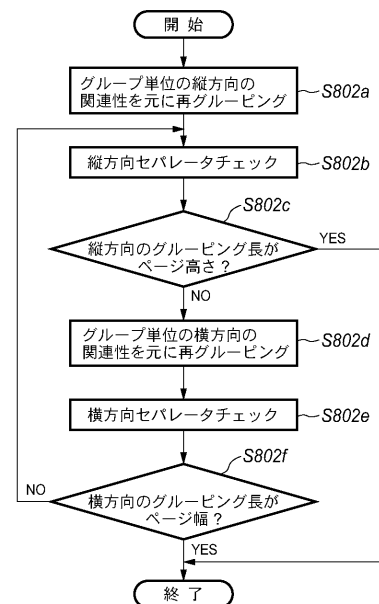 開 始
グループ単位の縦方向の
関連性を元に再グルーピング
S802a
縦方向セパレータチェック
S802b
S802c
縦方向のグルーピング長が
ページ高さ？
YES
NO
グループ単位の横方向の
関連性を元に再グルーピング
S802d
横方向セパレータチェック
S802e
S802f
NO
横方向のグルーピング長が
ページ幅？
YES
終 了